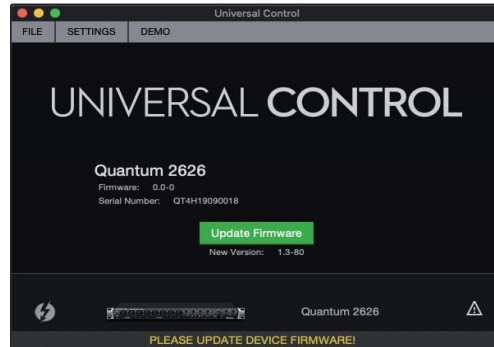 Universal Control
FILE SETTINGS DEMO
UNIVERSAL CONTROL
Quantum 2626
Firmware: 0.0-0
Serial Number: QT4H19090018
Update Firmware
New Version: 1.3-80
Quantum 2626
PLEASE UPDATE DEVICE FIRMWARE!